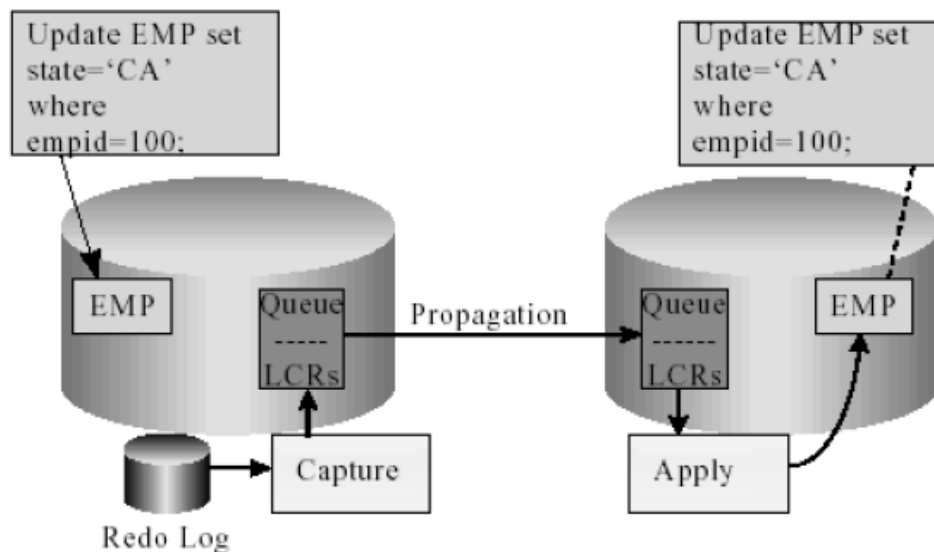 Update EMP set
state=‘CA’
where
empid=100;
Update EMP set
state=‘CA’
where
empid=100;
EMP
Queue
-----
LCRs
Propagation
Queue
-----
LCRs
EMP
Capture
Apply
Redo Log